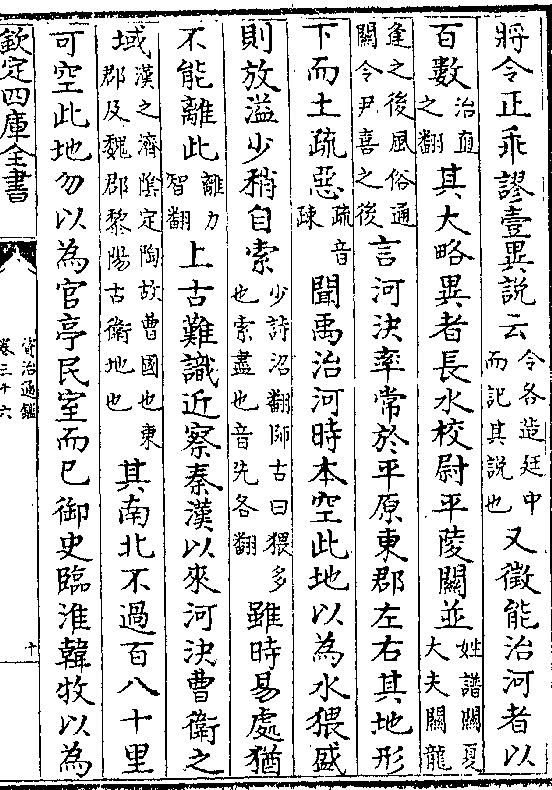 將令正乖謬壹異說云令各造廷中而記其說也又徵能治河者以
百數治直之翻其大略異者長水校尉平陵關並姓譜關夏大夫關龍
逄之後風俗通關令尹喜之後言河決率常於平原東郡左右其地形
下而土疏惡疏音疎聞禹治河時本空此地以為水猥盛
則放溢少稍自索少詩沼翻師古曰猥多也索盡也音先各翻雖時易處猶
不能離此離力智翻上古難識近察秦漢以來河決曹衛之
域漢之濟陰定陶故曹國也東郡及魏郡黎陽古衛地也其南北不過百八十里
可空此地勿以為官亭民室而已御史臨淮韓牧以為
欽定四庫全書
資治通鑑
卷三十六
十